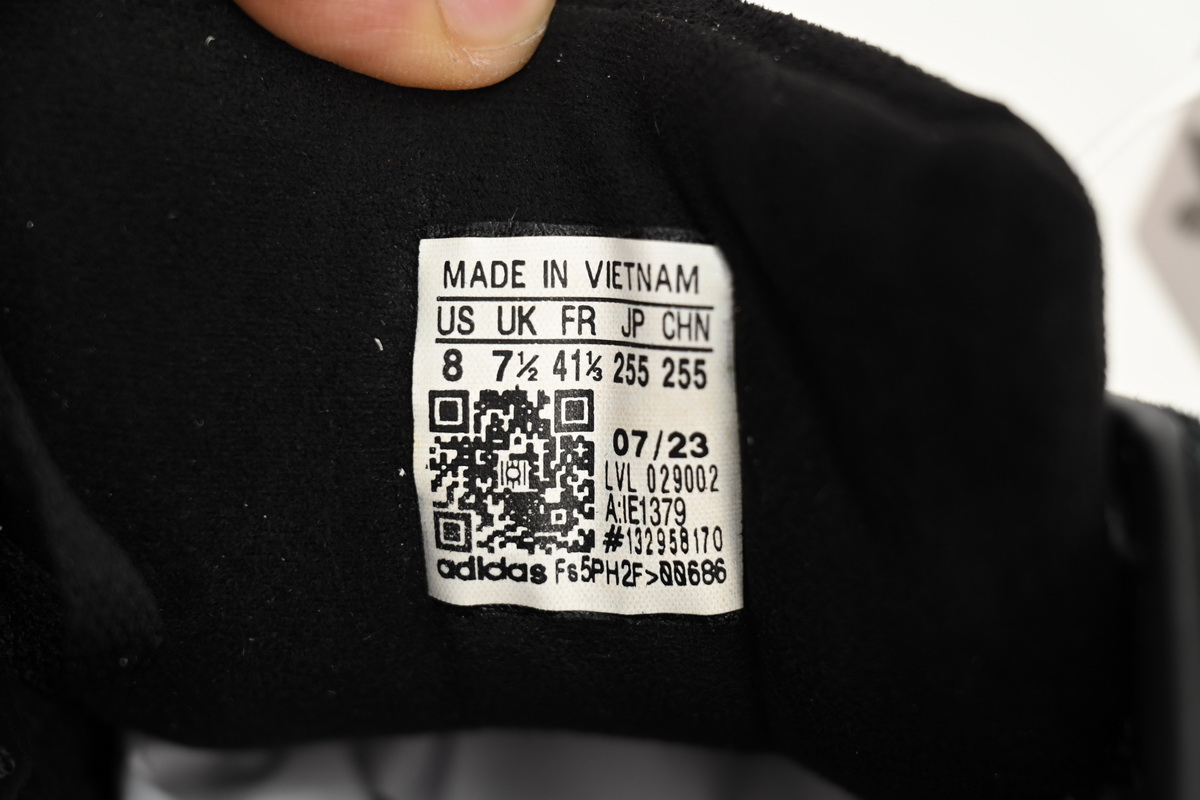 MADE IN VIETNAM
US UK FR JP CHN
8 7½ 41⅓ 255 255
07/23
LVL 029002
A:IE1379
#132958170
adidas Fs5PH2F>00686